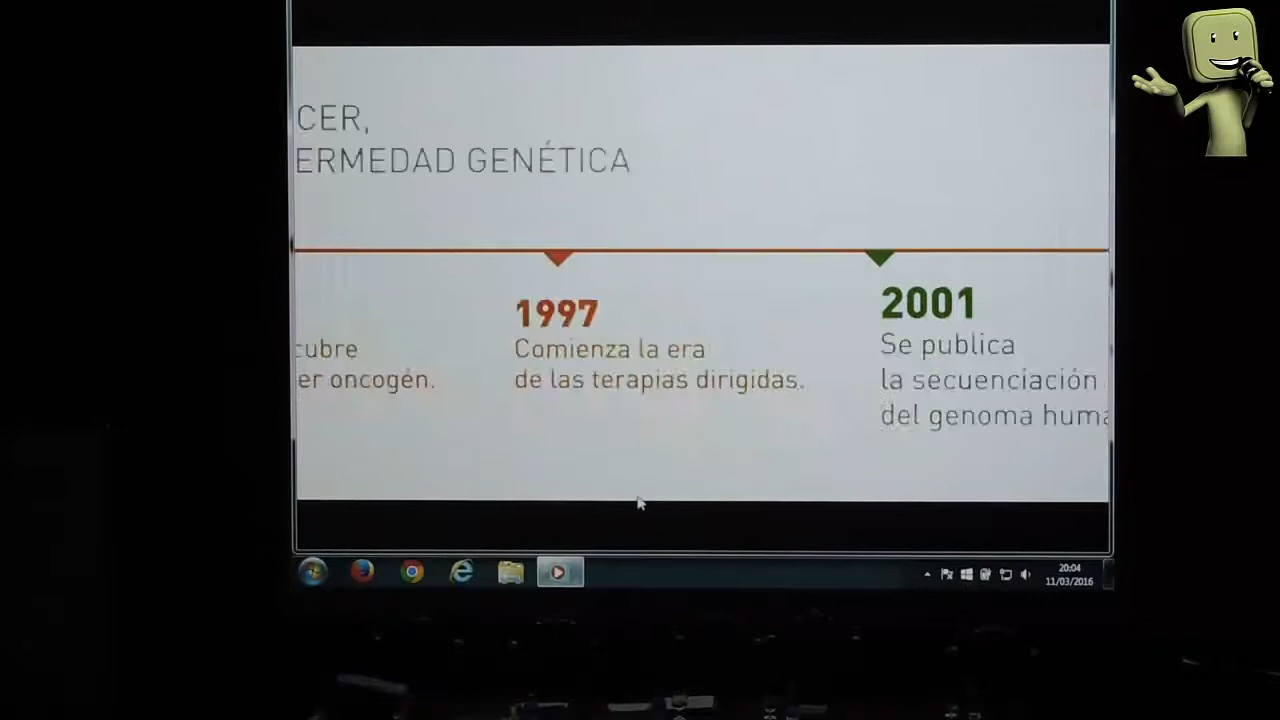 CER,
ERMEDAD GENÉTICA
cubre
er oncogén.
1997
Comienza la era
de las terapias dirigidas.
2001
Se publica
la secuenciación
del genoma huma
20:04
11/03/2016